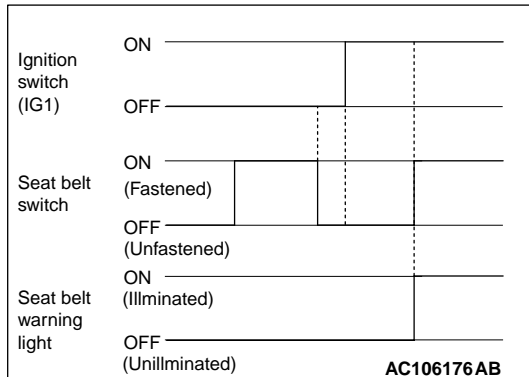 Ignition
switch
(IG1)
ON
OFF
Seat belt
switch
ON
(Fastened)
OFF
(Unfastened)
Seat belt
warning
light
ON
(Illminated)
OFF
(Unillminated)
AC106176AB